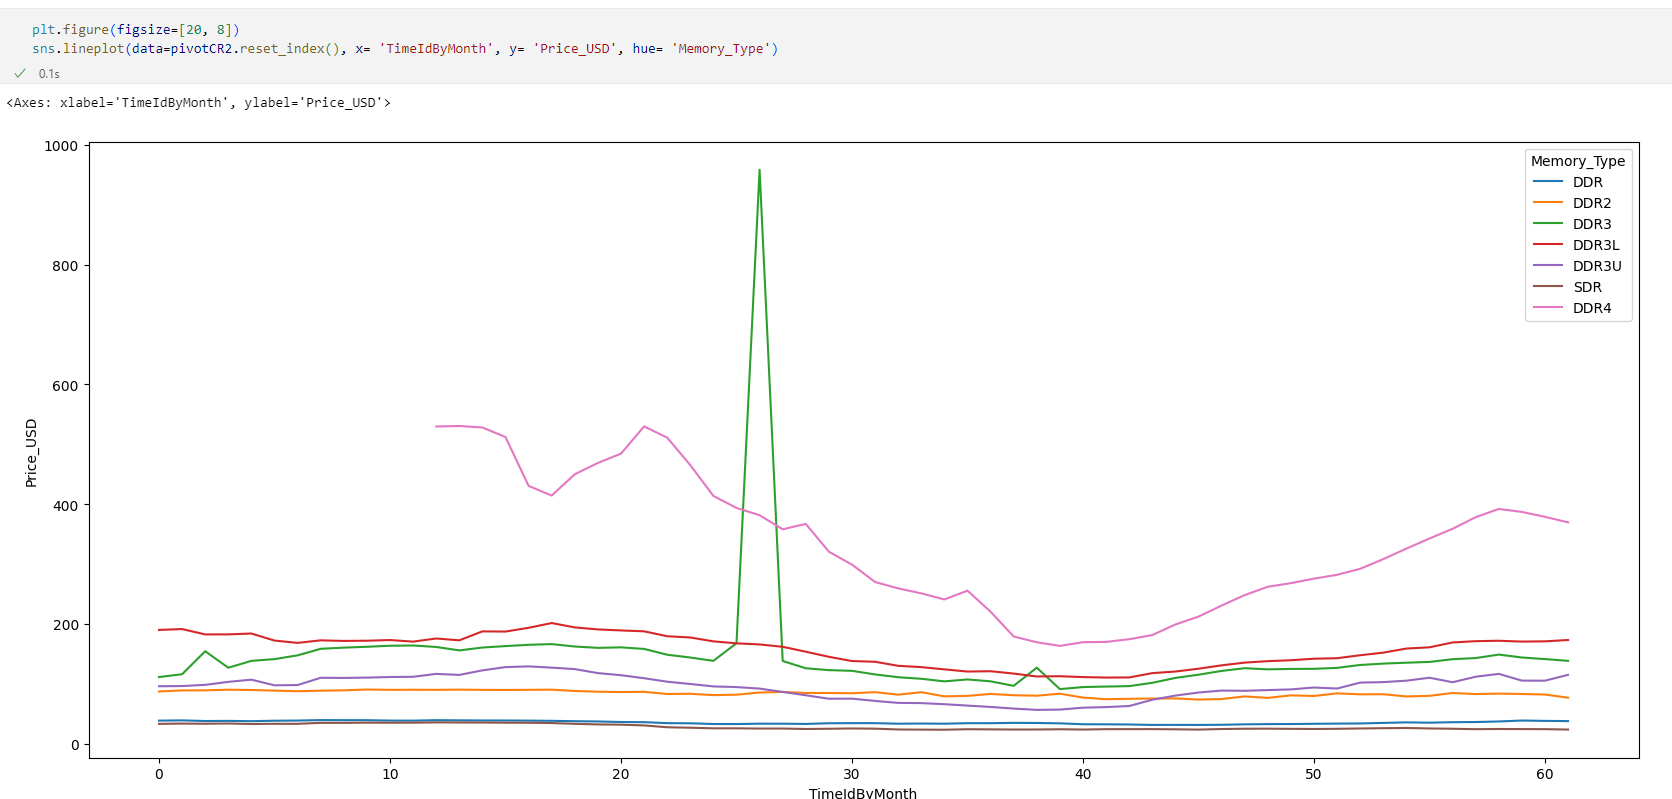 plt.figure(figsize=[20, 8])
sns.lineplot(data=pivotCR2.reset_index(), x= 'TimeIdByMonth', y= 'Price_USD', hue= 'Memory_Type')
0.1s
<Axes: xlabel='TimeIdByMonth', ylabel='Price_USD'>
1000
800
600
400
200
0
Price_USD
Memory_Type
DDR
DDR2
DDR3
DDR3L
DDR3U
SDR
DDR4
0 10 20 30 40 50 60
TimeIdByMonth